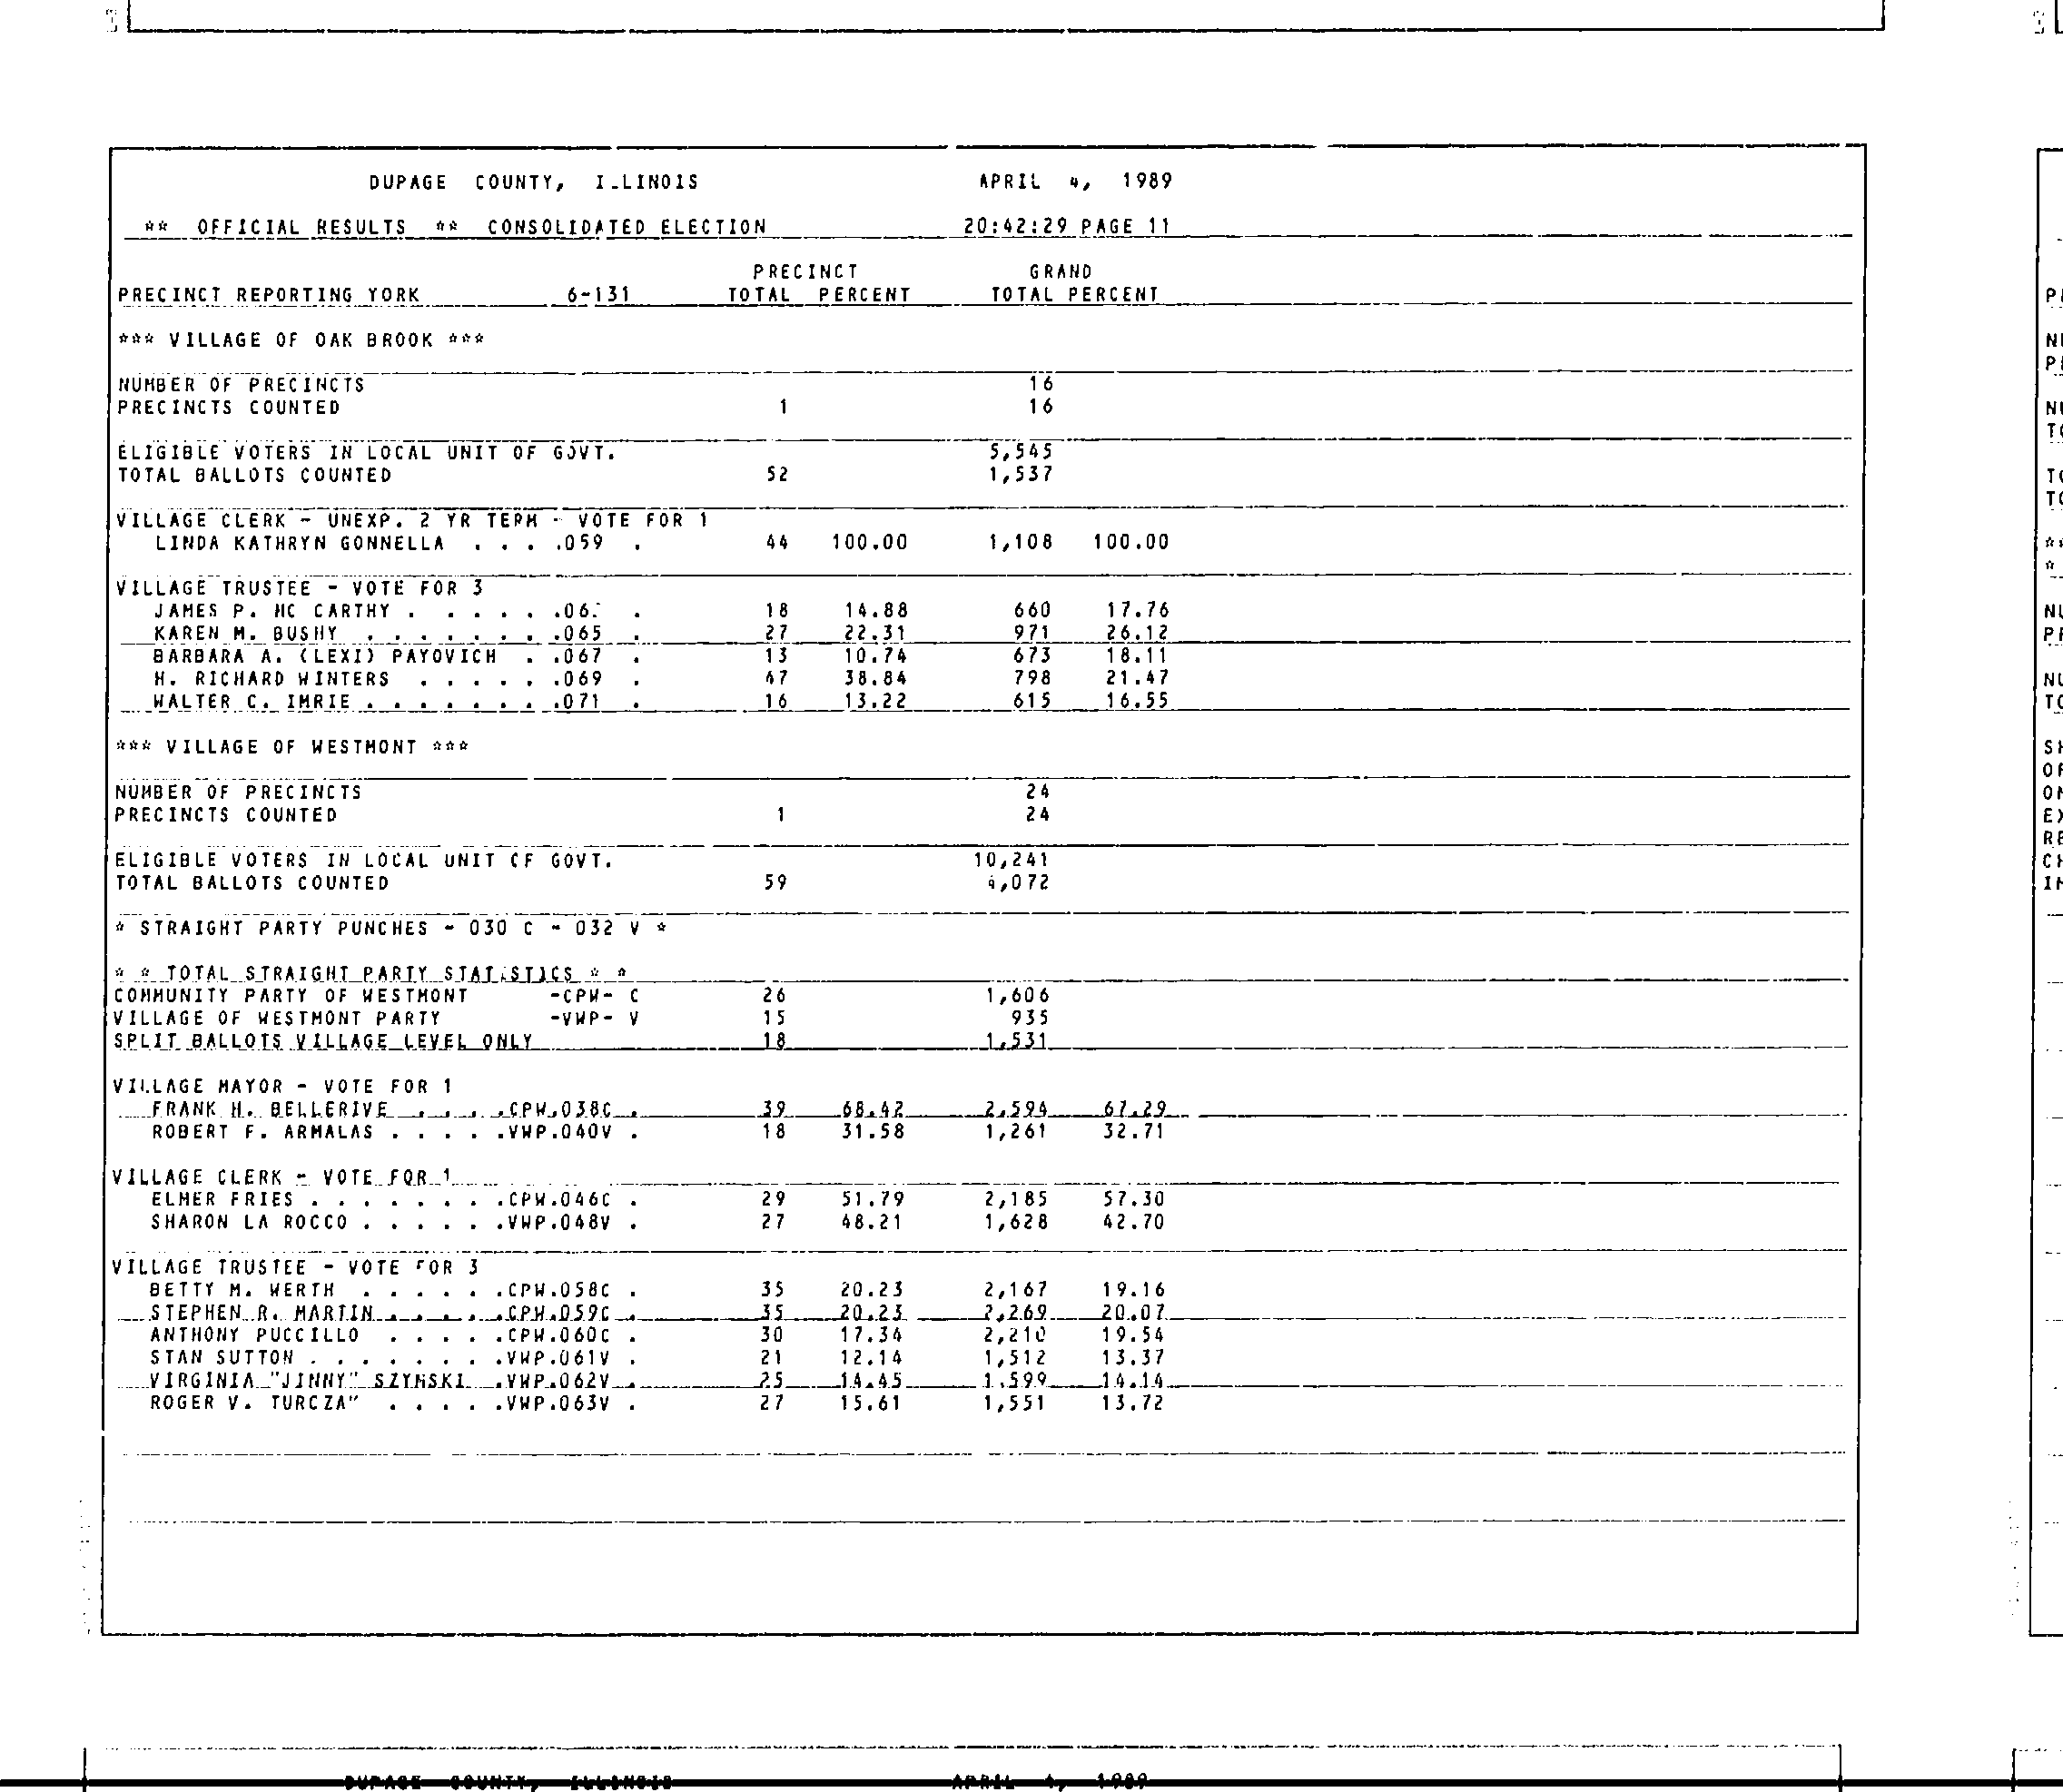 DUPAGE COUNTY, I.LINOIS APRIL 4, 1989
** OFFICIAL RESULTS ** CONSOLIDATED ELECTION 20:42:29 PAGE 11
PRECINCT GRAND
PRECINCT REPORTING YORK 6-131 TOTAL PERCENT TOTAL PERCENT
*** VILLAGE OF OAK BROOK ***
NUMBER OF PRECINCTS 16
PRECINCTS COUNTED 1 16
ELIGIBLE VOTERS IN LOCAL UNIT OF GOVT. 5,545
TOTAL BALLOTS COUNTED 52 1,537
VILLAGE CLERK - UNEXP. 2 YR TERM - VOTE FOR 1
LINDA KATHRYN GONNELLA . . . .059 . 44 100.00 1,108 100.00
VILLAGE TRUSTEE - VOTE FOR 3
JAMES P. MC CARTHY . . . . . .06 . 18 14.88 660 17.76
KAREN M. BUSHY . . . . . . . .065 . 27 22.31 971 26.12
BARBARA A. (LEXI) PAYOVICH . .067 . 13 10.74 673 18.11
H. RICHARD WINTERS . . . . . .069 . 47 38.84 798 21.47
WALTER C. IMRIE . . . . . . . .071 . 16 13.22 615 16.55
*** VILLAGE OF WESTMONT ***
NUMBER OF PRECINCTS 24
PRECINCTS COUNTED 1 24
ELIGIBLE VOTERS IN LOCAL UNIT OF GOVT. 10,241
TOTAL BALLOTS COUNTED 59 4,072
* STRAIGHT PARTY PUNCHES - 030 C - 032 V *
* * TOTAL STRAIGHT PARTY STATISTICS * *
COMMUNITY PARTY OF WESTMONT -CPW- C 26 1,606
VILLAGE OF WESTMONT PARTY -VWP- V 15 935
SPLIT BALLOTS VILLAGE LEVEL ONLY 18 1,531
VILLAGE MAYOR - VOTE FOR 1
FRANK H. BELLERIVE . . . . .CPW.038C . 39 68.42 2,594 67.29
ROBERT F. ARMALAS . . . . .VWP.040V . 18 31.58 1,261 32.71
VILLAGE CLERK - VOTE FOR 1
ELMER FRIES . . . . . . . .CPW.046C . 29 51.79 2,185 57.30
SHARON LA ROCCO . . . . . .VWP.048V . 27 48.21 1,628 42.70
VILLAGE TRUSTEE - VOTE FOR 3
BETTY M. WERTH . . . . . .CPW.058C . 35 20.23 2,167 19.16
STEPHEN R. MARTIN . . . . .CPW.059C . 35 20.23 2,269 20.07
ANTHONY PUCCILLO . . . . .CPW.060C . 30 17.34 2,210 19.54
STAN SUTTON . . . . . . . .VWP.061V . 21 12.14 1,512 13.37
VIRGINIA "JINNY" SZYMSKI .VWP.062V . 25 14.45 1,599 14.14
ROGER V. TURCZA" . . . . .VWP.063V . 27 15.61 1,551 13.72
DUPAGE COUNTY, ILLINOIS APRIL 4, 1989